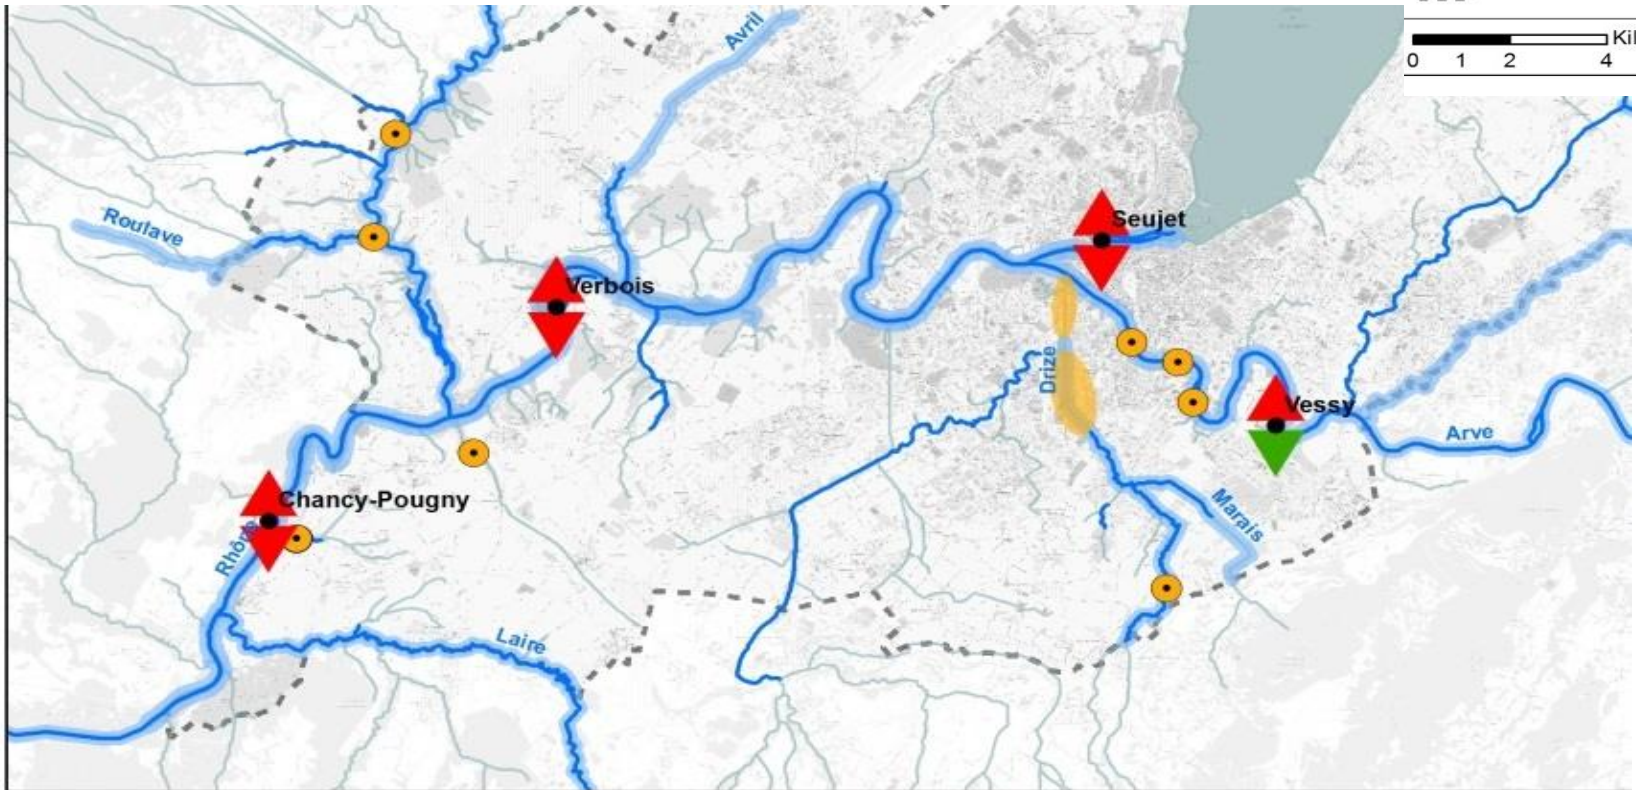 Avril
Kil
0 1 2 4
Roulave
Seujet
Verbois
Drize
Vessy
Arve
Chancy-Pougny
Marais
Rhône
Laire